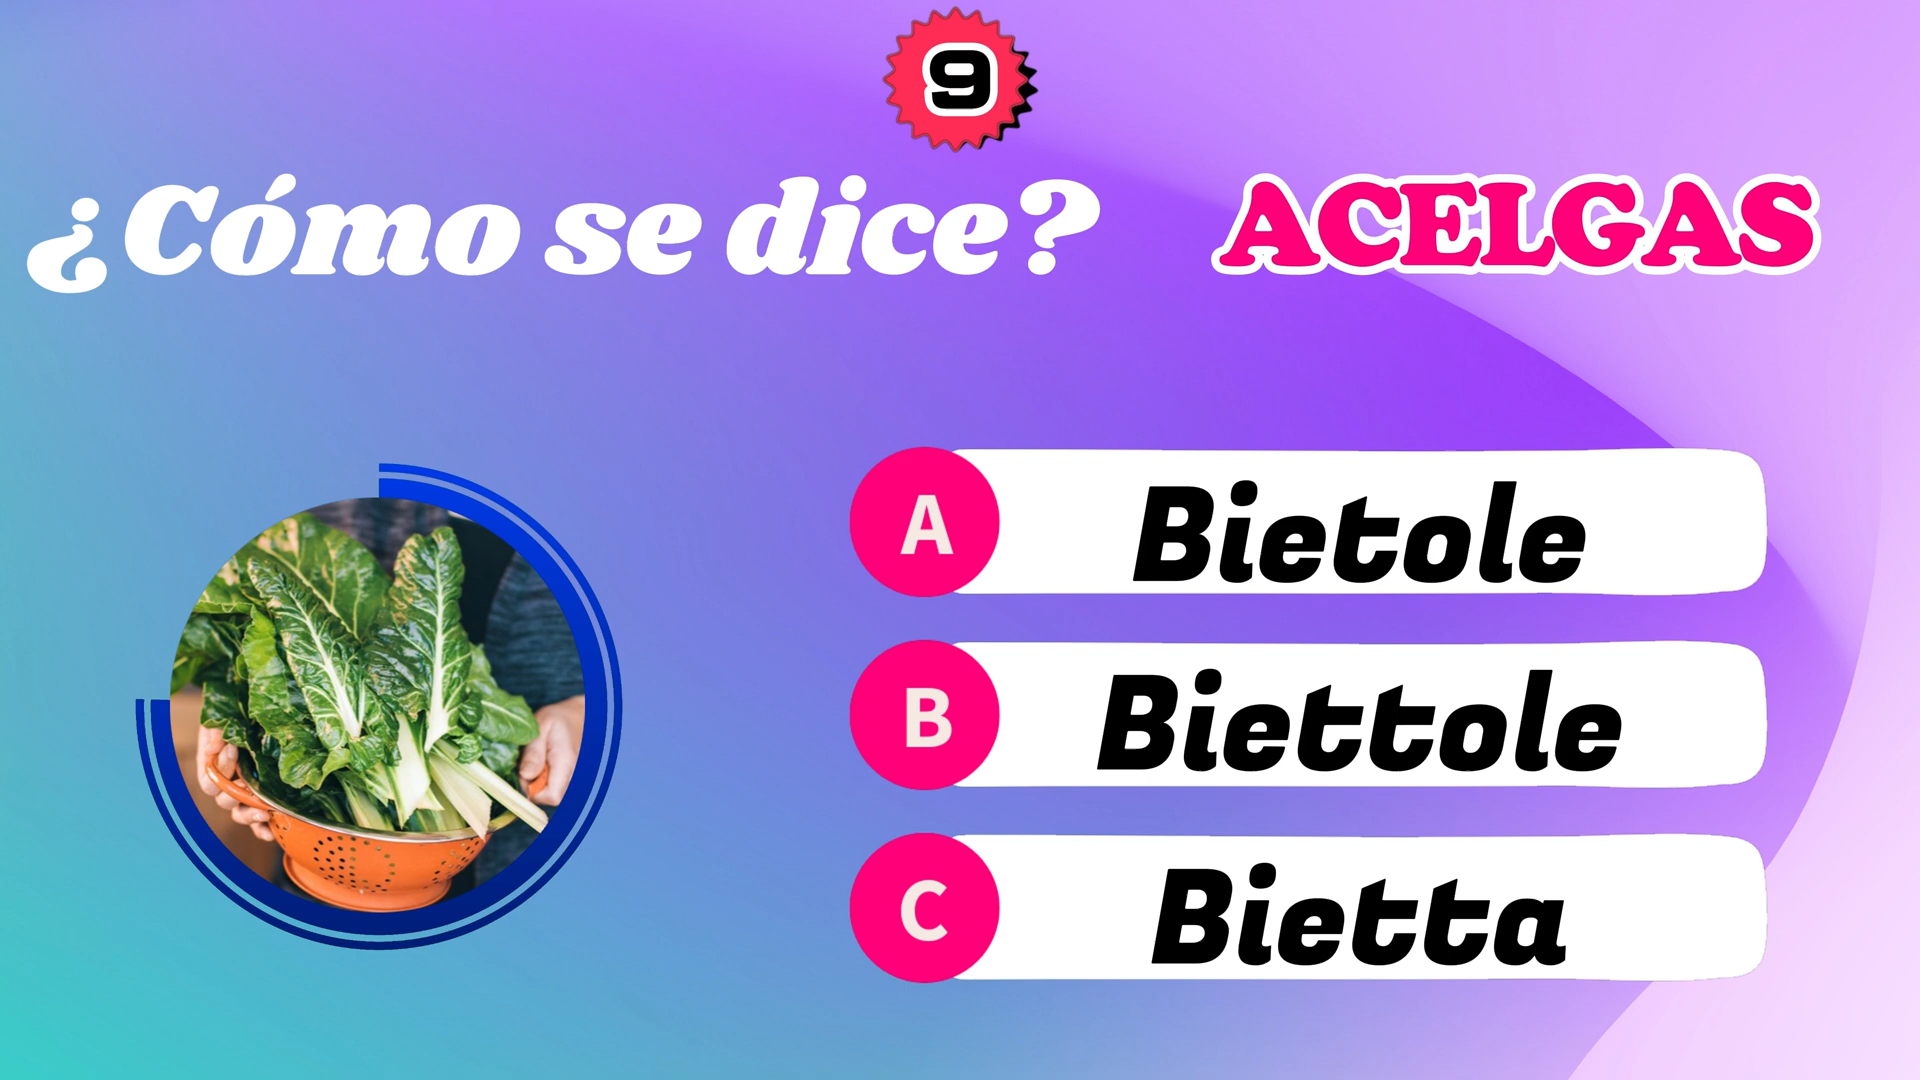 9
¿Cómo se dice? ACELGAS
A Bietole
B Biettole
C Bietta